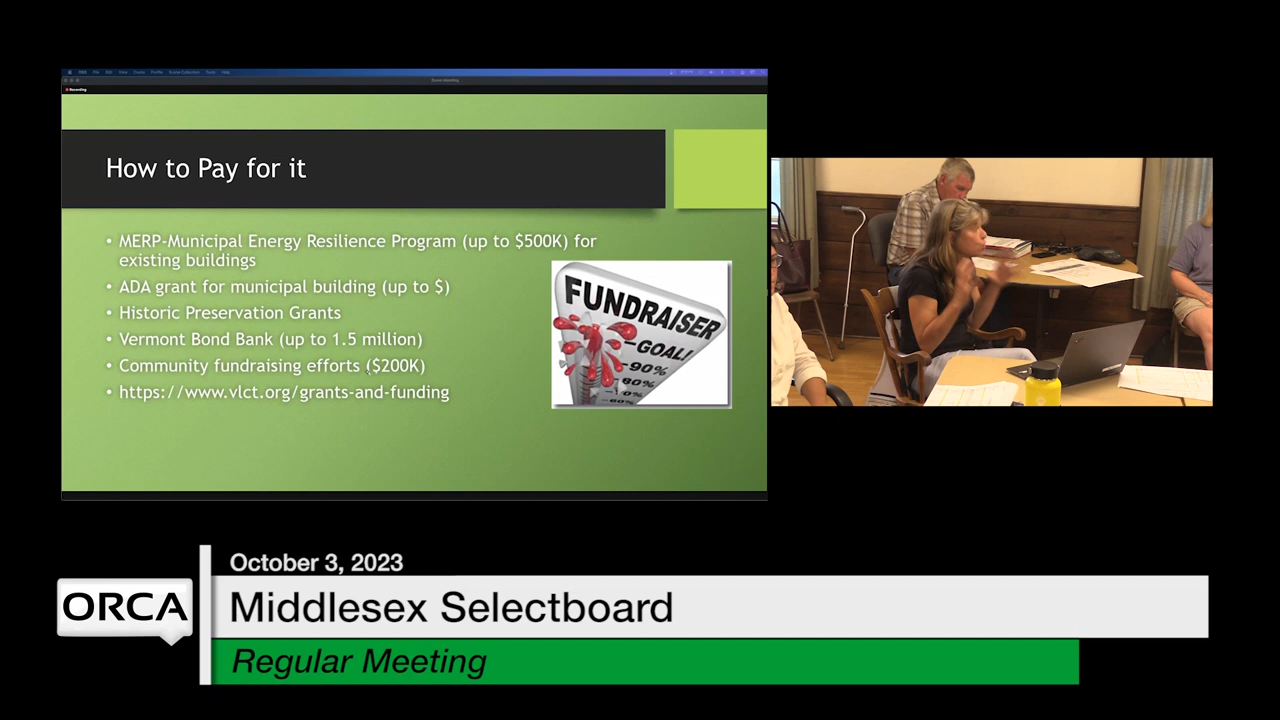 Recording
How to Pay for it
• MERP-Municipal Energy Resilience Program (up to $500K) for
existing buildings
• ADA grant for municipal building (up to $)
• Historic Preservation Grants
• Vermont Bond Bank (up to 1.5 million)
• Community fundraising efforts ($200K)
• https://www.vlct.org/grants-and-funding
FUNDRAISER
GOAL!
90%
80%
October 3, 2023
ORCA
Middlesex Selectboard
Regular Meeting